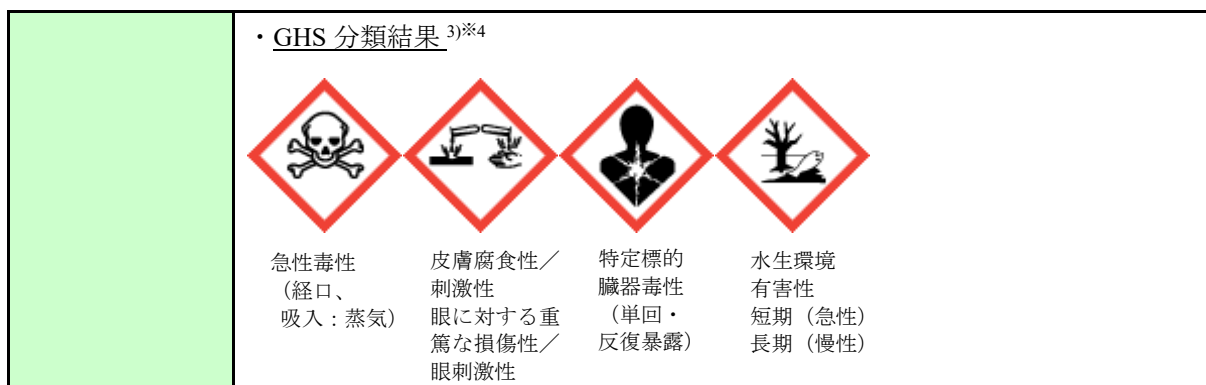 ・GHS 分類結果 3)※4
急性毒性
（経口、
吸入：蒸気）
皮膚腐食性／
刺激性
眼に対する重
篤な損傷性／
眼刺激性
特定標的
臓器毒性
（単回・
反復暴露）
水生環境
有害性
短期（急性）
長期（慢性）